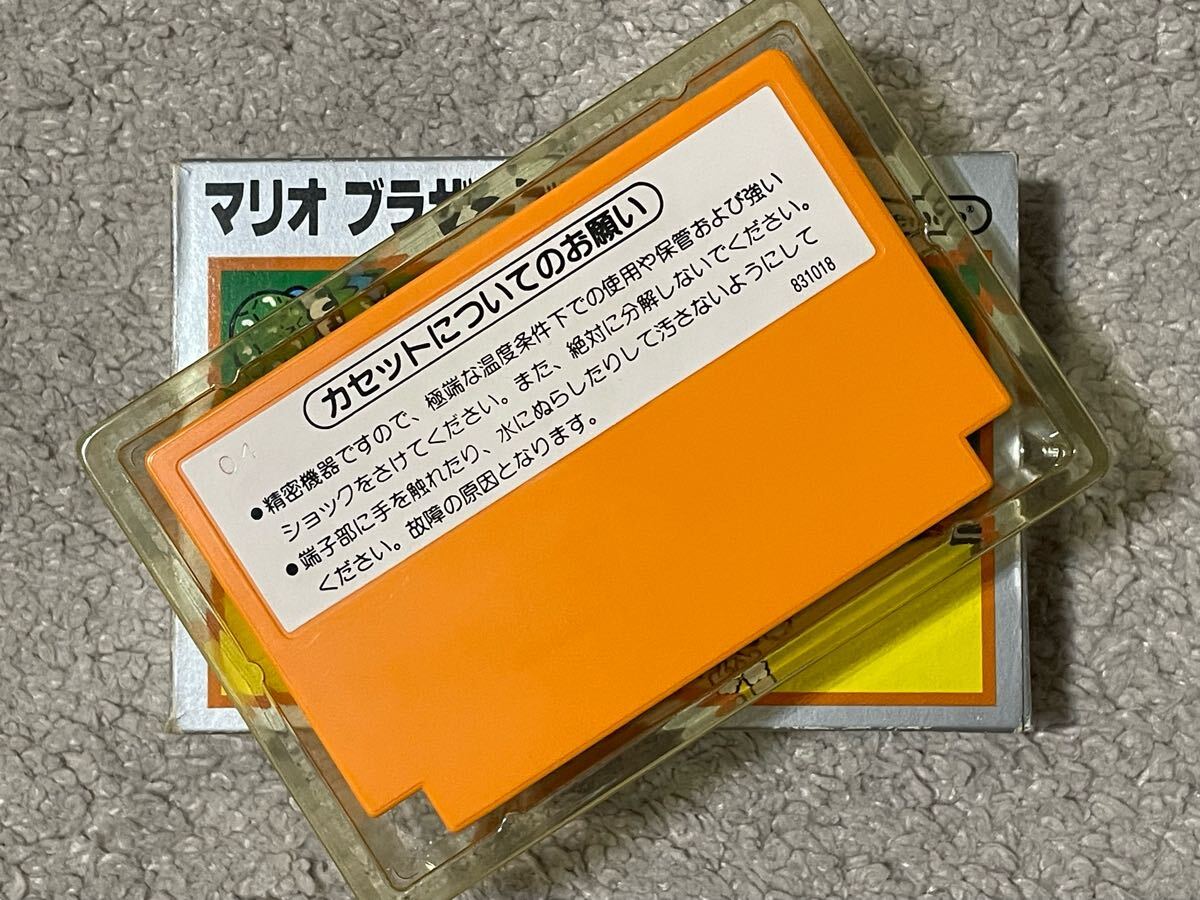 マリオ ブラザ
カセットについてのお願い
●精密機器ですので、極端な温度条件下での使用や保管および強い
ショックをさけてください。また、絶対に分解しないでください。
●端子部に手を触れたり、水にぬらしたりして汚さないようにして
ください。故障の原因となります。
831018
04